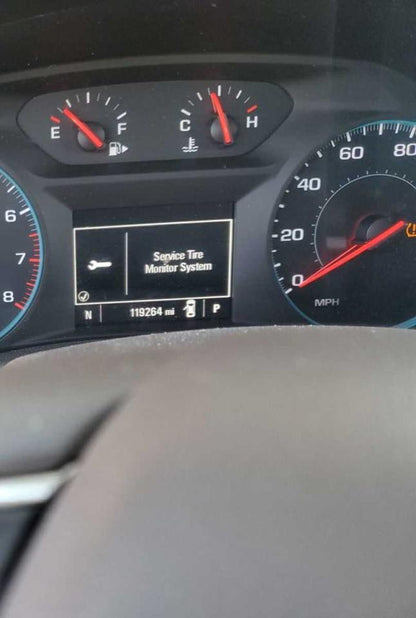 E F
C H
6
7
8
Service Tire
Monitor System
N 119264 mi P
0
20
40
60
80
MPH